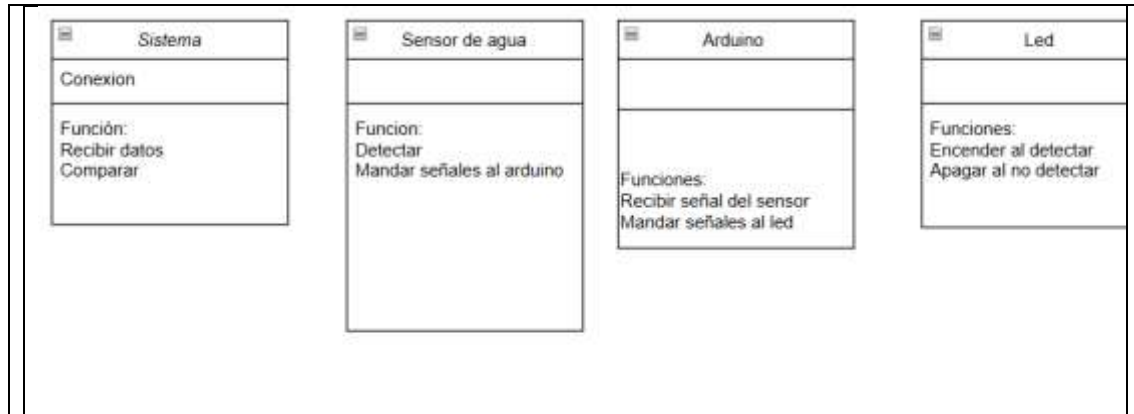 Sistema
Conexion
Función:
Recibir datos
Comparar
Sensor de agua
Funcion:
Detectar
Mandar señales al arduino
Arduino
Funciones:
Recibir señal del sensor
Mandar señales al led
Led
Funciones:
Encender al detectar
Apagar al no detectar